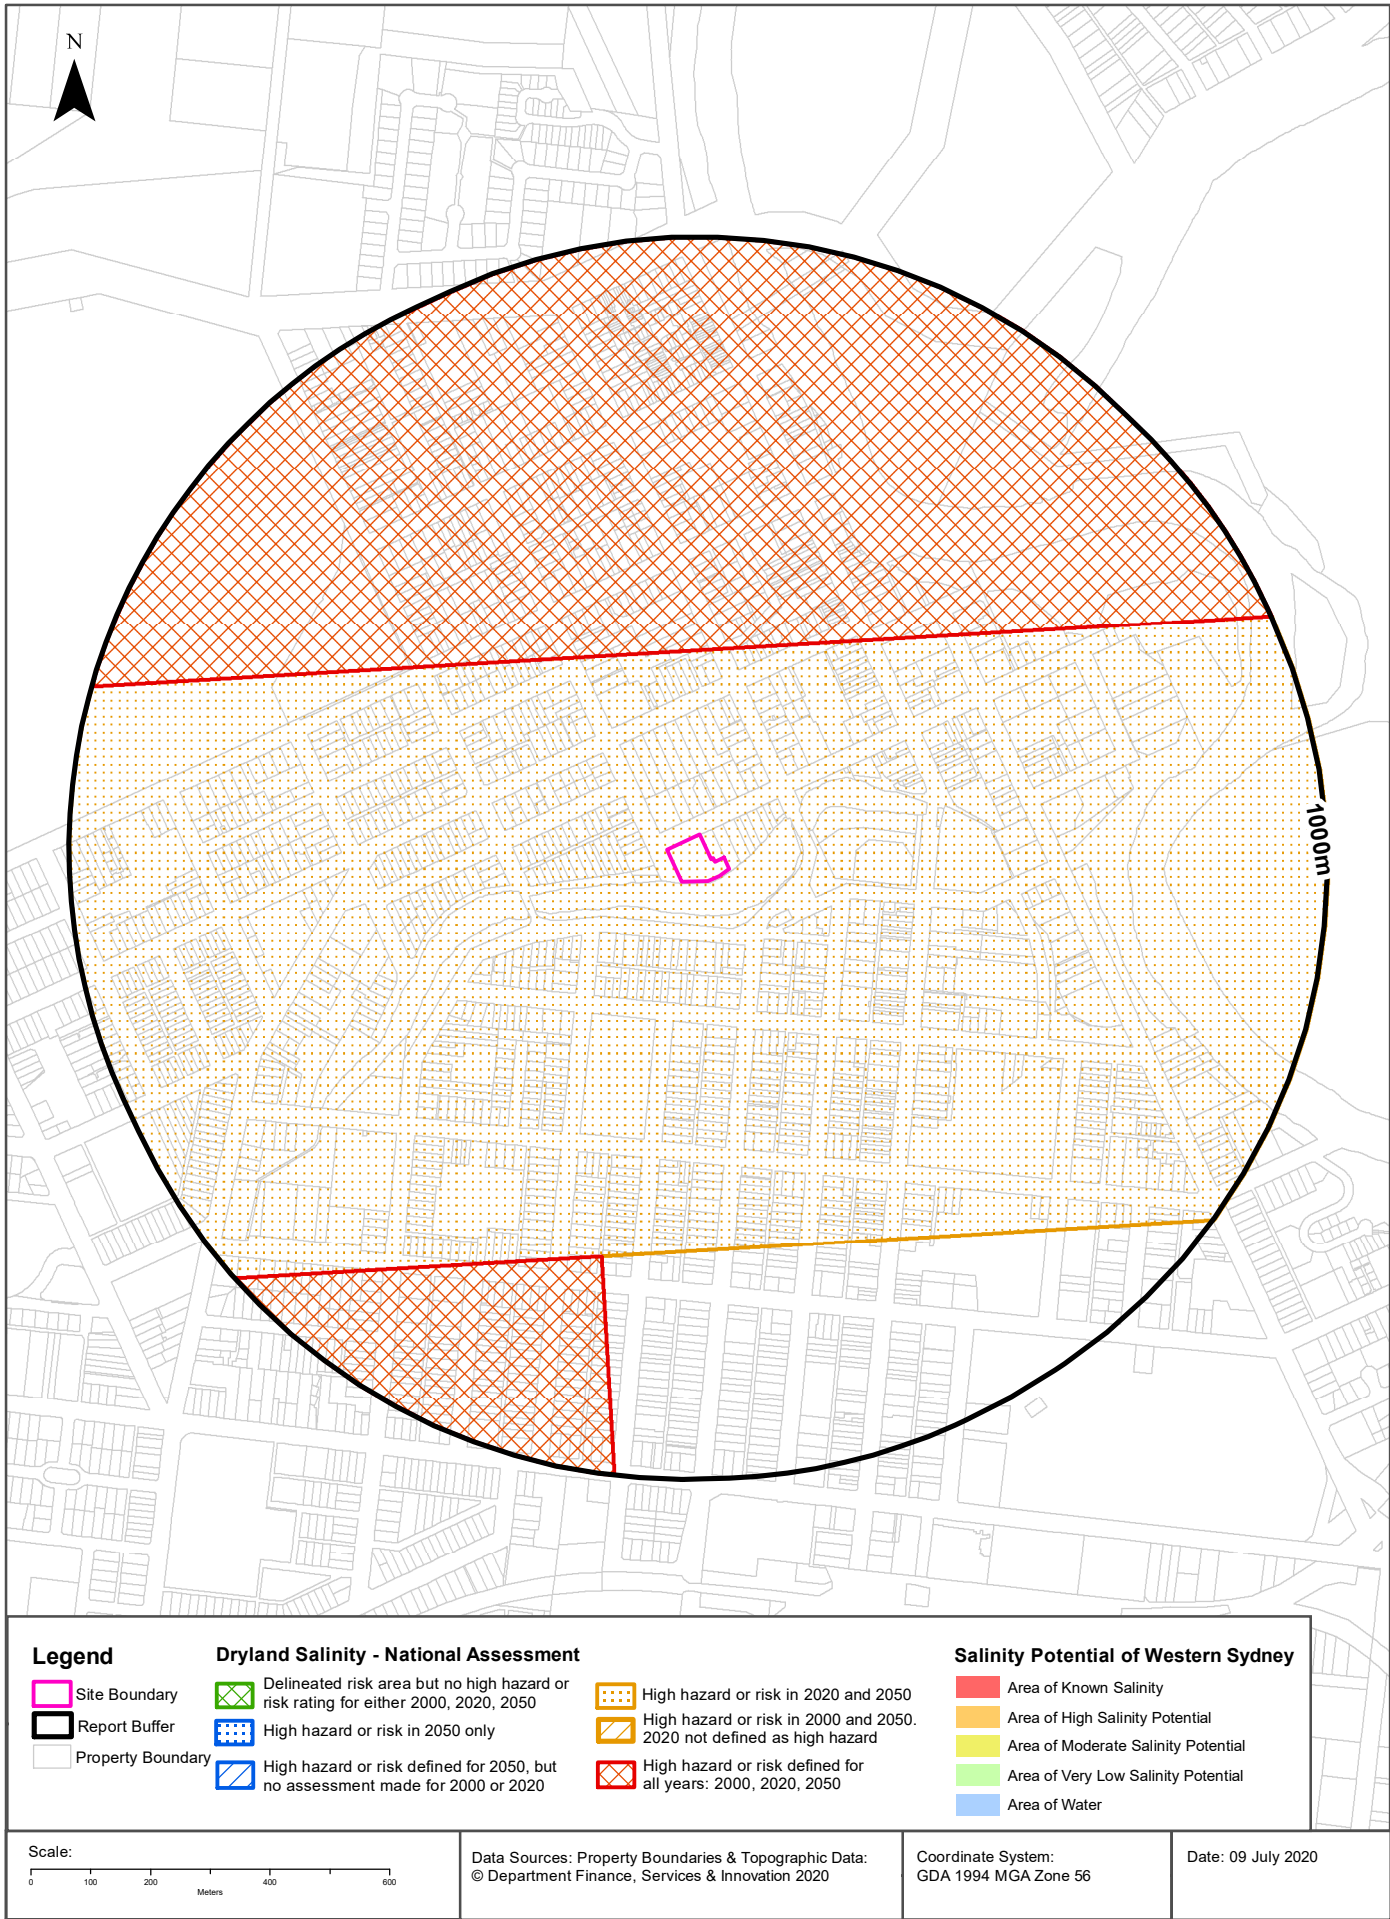 N
1000m
Legend
Site Boundary
Report Buffer
Property Boundary
Dryland Salinity - National Assessment
Delineated risk area but no high hazard or
risk rating for either 2000, 2020, 2050
High hazard or risk in 2050 only
High hazard or risk defined for 2050, but
no assessment made for 2000 or 2020
High hazard or risk in 2020 and 2050
High hazard or risk in 2000 and 2050.
2020 not defined as high hazard
High hazard or risk defined for
all years: 2000, 2020, 2050
Salinity Potential of Western Sydney
Area of Known Salinity
Area of High Salinity Potential
Area of Moderate Salinity Potential
Area of Very Low Salinity Potential
Area of Water
Scale:
0 100 200 400 600
Meters
Data Sources: Property Boundaries & Topographic Data:
© Department Finance, Services & Innovation 2020
Coordinate System:
GDA 1994 MGA Zone 56
Date: 09 July 2020